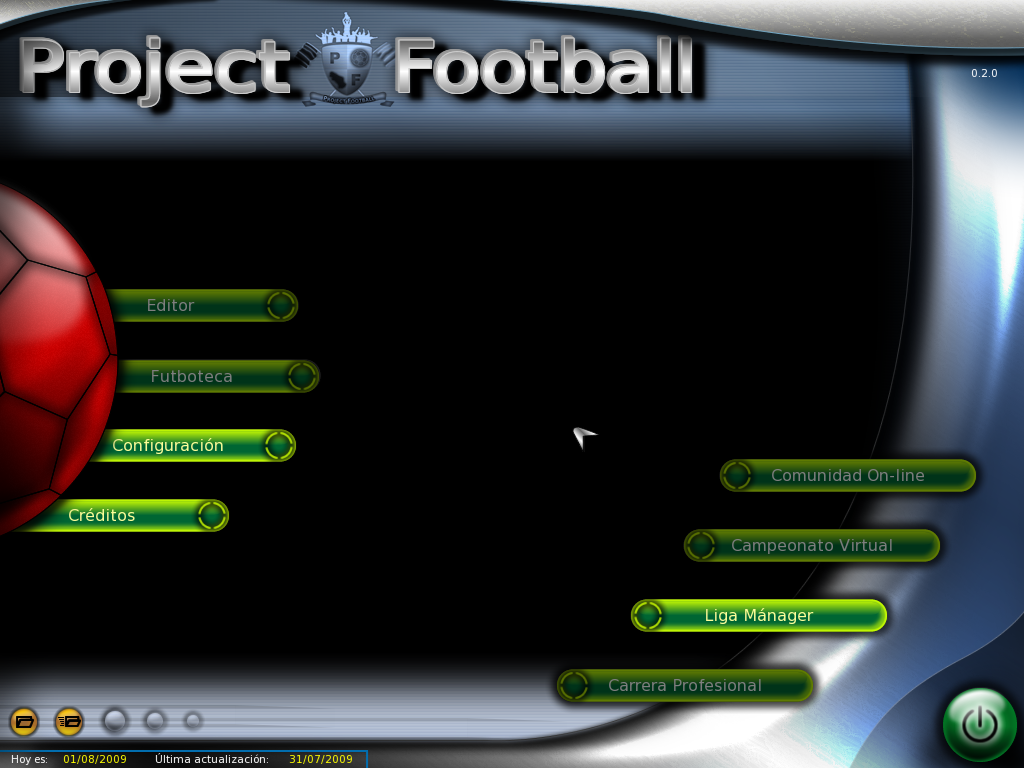 Project Football
P
F
PROJECT FOOTBALL
0.2.0
Editor
Futboteca
Configuración
Créditos
Comunidad On-line
Campeonato Virtual
Liga Mánager
Carrera Profesional
Hoy es: 01/08/2009 Última actualización: 31/07/2009